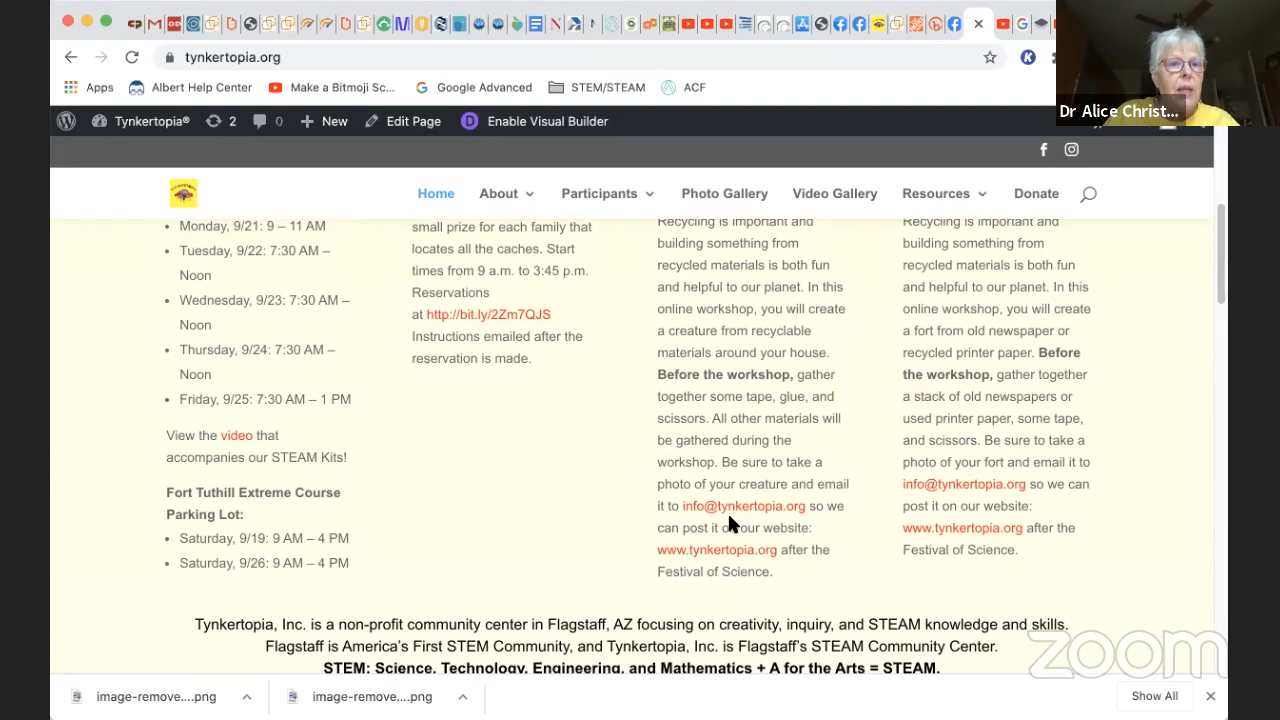 tynkertopia.org
Apps
Albert Help Center
Make a Bitmoji Sc...
Google Advanced
STEM/STEAM
ACF
Dr Alice Christ...
Tynkertopia®
2
0
New
Edit Page
Enable Visual Builder
Home
About
Participants
Photo Gallery
Video Gallery
Resources
Donate
Monday, 9/21: 9 – 11 AM
Tuesday, 9/22: 7:30 AM –
Noon
Wednesday, 9/23: 7:30 AM –
Noon
Thursday, 9/24: 7:30 AM –
Noon
Friday, 9/25: 7:30 AM – 1 PM
View the video that
accompanies our STEAM Kits!
Fort Tuthill Extreme Course
Parking Lot:
Saturday, 9/19: 9 AM – 4 PM
Saturday, 9/26: 9 AM – 4 PM
small prize for each family that
locates all the caches. Start
times from 9 a.m. to 3:45 p.m.
Reservations
at http://bit.ly/2Zm7QJS
Instructions emailed after the
reservation is made.
Recycling is important and
building something from
recycled materials is both fun
and helpful to our planet. In this
online workshop, you will create
a creature from recyclable
materials around your house.
Before the workshop, gather
together some tape, glue, and
scissors. All other materials will
be gathered during the
workshop. Be sure to take a
photo of your creature and email
it to info@tynkertopia.org so we
can post it on our website:
www.tynkertopia.org after the
Festival of Science.
Recycling is important and
building something from
recycled materials is both fun
and helpful to our planet. In this
online workshop, you will create
a fort from old newspaper or
recycled printer paper. Before
the workshop, gather together
a stack of old newspapers or
used printer paper, some tape,
and scissors. Be sure to take a
photo of your fort and email it to
info@tynkertopia.org so we can
post it on our website:
www.tynkertopia.org after the
Festival of Science.
Tynkertopia, Inc. is a non-profit community center in Flagstaff, AZ focusing on creativity, inquiry, and STEAM knowledge and skills.
Flagstaff is America's First STEM Community, and Tynkertopia, Inc. is Flagstaff's STEAM Community Center.
STEM: Science, Technology, Engineering, and Mathematics + A for the Arts = STEAM.
zoom
image-remove....png
image-remove....png
Show All